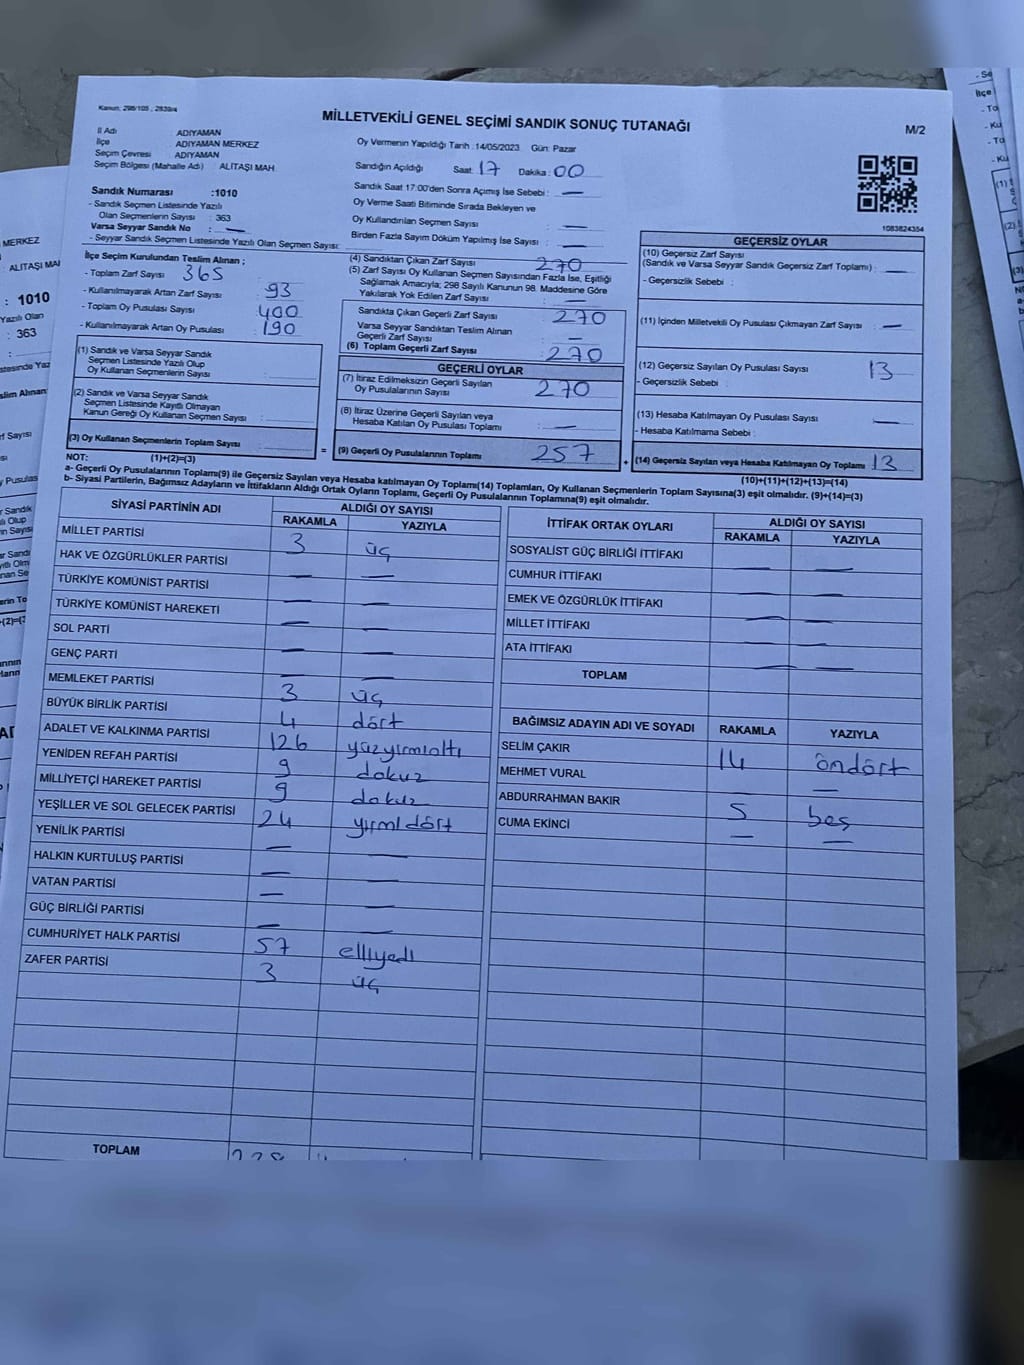 Kanun: 298/105 ; 2839/4
MİLLETVEKİLİ GENEL SEÇİMİ SANDIK SONUÇ TUTANAĞI
M/2
İl Adı : ADIYAMAN
İlçe : ADIYAMAN MERKEZ
Seçim Çevresi : ADIYAMAN
Seçim Bölgesi (Mahalle Adı) : ALİTAŞI MAH
Oy Vermenin Yapıldığı Tarih : 14/05/2023 Gün: Pazar
Sandığın Açıldığı Saat: 17 Dakika : 00
Sandık Saat 17:00'den Sonra Açımış İse Sebebi : —
Oy Verme Saati Bitiminde Sırada Bekleyen ve
Oy Kullandırılan Seçmen Sayısı : —
Birden Fazla Sayım Döküm Yapılmış İse Sayısı : —
Sandık Numarası :1010
- Sandık Seçmen Listesinde Yazılı
Olan Seçmenlerin Sayısı : 363
Varsa Seyyar Sandık No : —
- Seyyar Sandık Seçmen Listesinde Yazılı Olan Seçmen Sayısı:
1083824354
İlçe Seçim Kurulundan Teslim Alınan ;
- Toplam Zarf Sayısı : 365
- Kullanılmayarak Artan Zarf Sayısı : 93
- Toplam Oy Pusulası Sayısı : 400
- Kullanılmayarak Artan Oy Pusulası : 190
(1) Sandık ve Varsa Seyyar Sandık
Seçmen Listesinde Yazılı Olup
Oy Kullanan Seçmenlerin Sayısı :
(2) Sandık ve Varsa Seyyar Sandık
Seçmen Listesinde Kayıtlı Olmayan
Kanun Gereği Oy Kullanan Seçmen Sayısı :
(3) Oy Kullanan Seçmenlerin Toplam Sayısı
(4) Sandıktan Çıkan Zarf Sayısı : 270
(5) Zarf Sayısı Oy Kullanan Seçmen Sayısından Fazla İse, Eşitliği
Sağlamak Amacıyla; 298 Sayılı Kanunun 98. Maddesine Göre
Yakılarak Yok Edilen Zarf Sayısı : —
Sandıkta Çıkan Geçerli Zarf Sayısı : 270
Varsa Seyyar Sandıktan Teslim Alınan
Geçerli Zarf Sayısı : —
(6) Toplam Geçerli Zarf Sayısı : 270
GEÇERLİ OYLAR
(7) İtiraz Edilmeksizin Geçerli Sayılan
Oy Pusulalarının Sayısı : 270
(8) İtiraz Üzerine Geçerli Sayılan veya
Hesaba Katılan Oy Pusulası Toplamı : —
= (9) Geçerli Oy Pusulalarının Toplamı 257
GEÇERSİZ OYLAR
(10) Geçersiz Zarf Sayısı
(Sandık ve Varsa Seyyar Sandık Geçersiz Zarf Toplamı) : —
- Geçersizlik Sebebi :
(11) İçinden Milletvekili Oy Pusulası Çıkmayan Zarf Sayısı : —
(12) Geçersiz Sayılan Oy Pusulası Sayısı : 13
- Geçersizlik Sebebi :
(13) Hesaba Katılmayan Oy Pusulası Sayısı : —
- Hesaba Katılmama Sebebi :
+ (14) Geçersiz Sayılan veya Hesaba Katılmayan Oy Toplamı 13
NOT: (1)+(2)=(3)
(10)+(11)+(12)+(13)=(14)
a- Geçerli Oy Pusulalarının Toplamı(9) ile Geçersiz Sayılan veya Hesaba katılmayan Oy Toplamı(14) Toplamları, Oy Kullanan Seçmenlerin Toplam Sayısına(3) eşit olmalıdır. (9)+(14)=(3)
b- Siyasi Partilerin, Bağımsız Adayların ve İttifakların Aldığı Ortak Oyların Toplamı, Geçerli Oy Pusulalarının Toplamına(9) eşit olmalıdır.
SİYASİ PARTİNİN ADI ALDIĞI OY SAYISI
RAKAMLA YAZIYLA
MİLLET PARTİSİ 3 üç
HAK VE ÖZGÜRLÜKLER PARTİSİ — —
TÜRKİYE KOMÜNİST PARTİSİ — —
TÜRKİYE KOMÜNİST HAREKETİ — —
SOL PARTİ — —
GENÇ PARTİ — —
MEMLEKET PARTİSİ 3 üç
BÜYÜK BİRLİK PARTİSİ 4 dört
ADALET VE KALKINMA PARTİSİ 126 yüzyirmialtı
YENİDEN REFAH PARTİSİ 9 dokuz
MİLLİYETÇİ HAREKET PARTİSİ 9 dokuz
YEŞİLLER VE SOL GELECEK PARTİSİ 24 yirmidört
YENİLİK PARTİSİ — —
HALKIN KURTULUŞ PARTİSİ — —
VATAN PARTİSİ — —
GÜÇ BİRLİĞİ PARTİSİ — —
CUMHURİYET HALK PARTİSİ 57 elliyedi
ZAFER PARTİSİ 3 üç
TOPLAM
İTTİFAK ORTAK OYLARI ALDIĞI OY SAYISI
RAKAMLA YAZIYLA
SOSYALİST GÜÇ BİRLİĞİ İTTİFAKI — —
CUMHUR İTTİFAKI — —
EMEK VE ÖZGÜRLÜK İTTİFAKI — —
MİLLET İTTİFAKI — —
ATA İTTİFAKI — —
TOPLAM
BAĞIMSIZ ADAYIN ADI VE SOYADI RAKAMLA YAZIYLA
SELİM ÇAKIR 14 öndört
MEHMET VURAL — —
ABDURRAHMAN BAKIR 5 beş
CUMA EKİNCİ — —
MERKEZ
ALİTAŞI MA
: 1010
Yazılı Olan
: 363